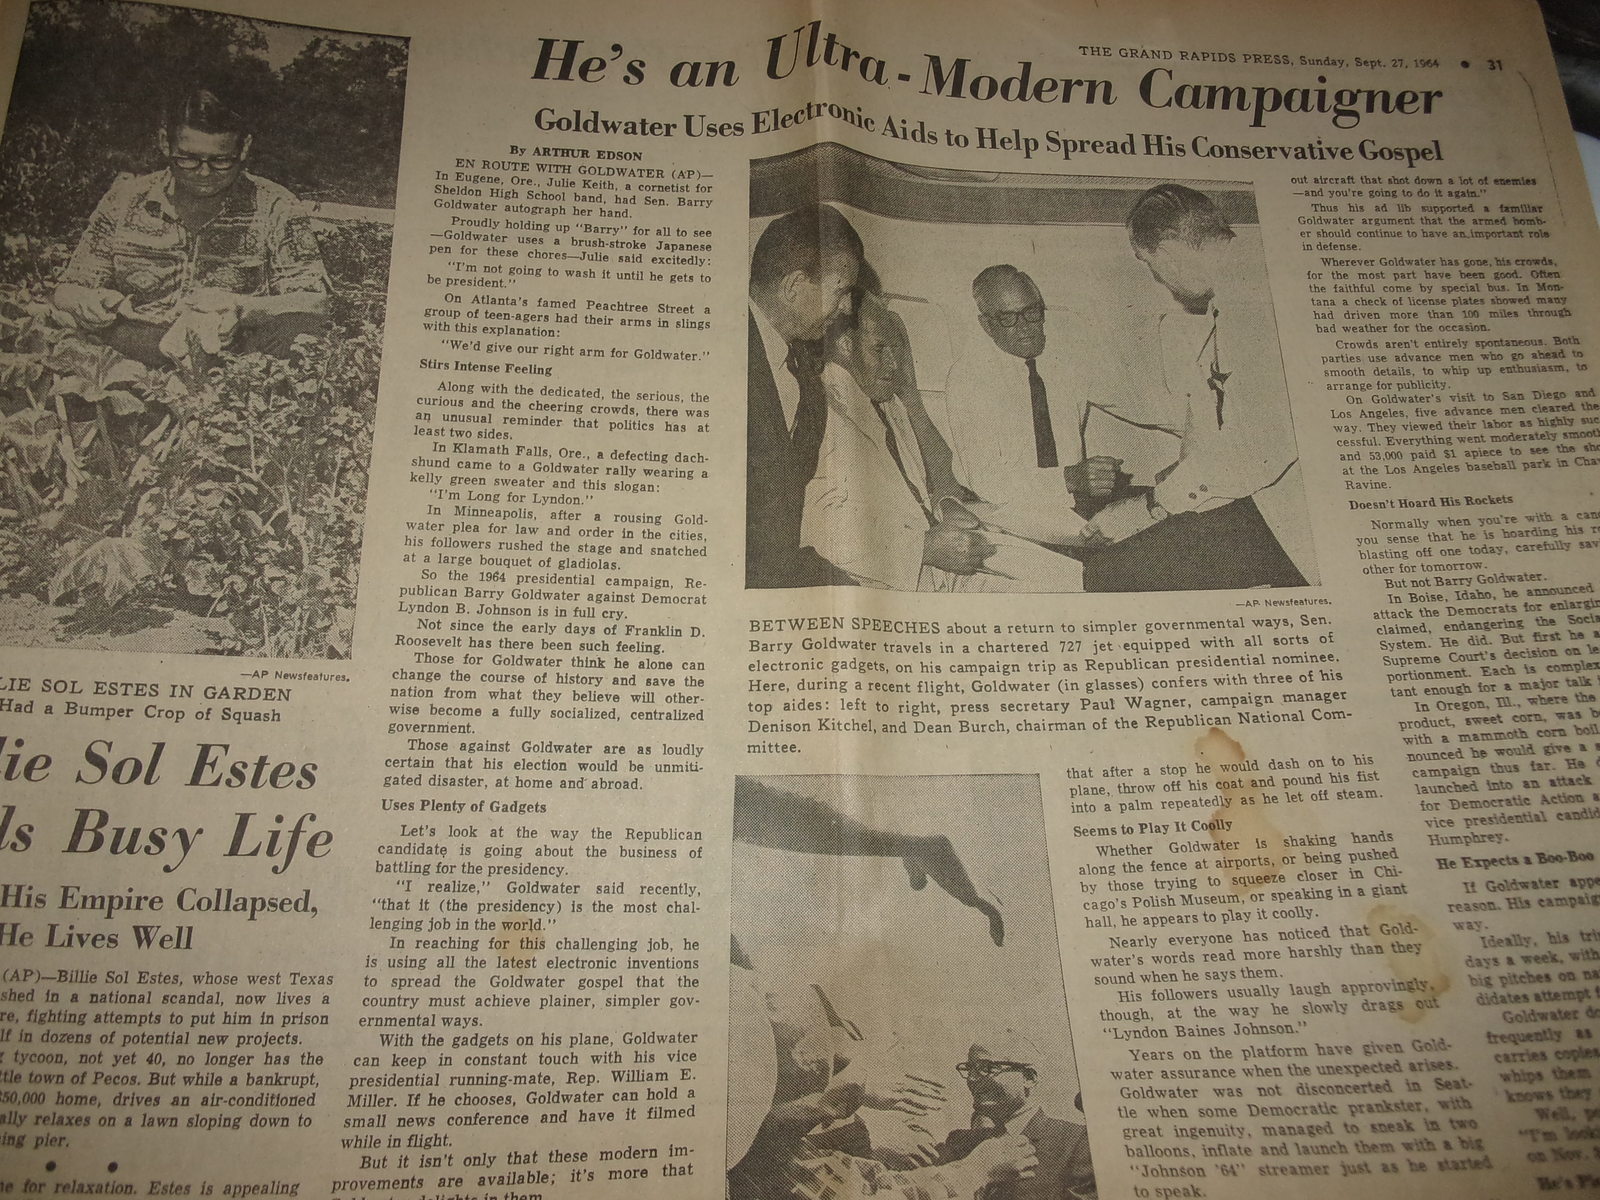 THE GRAND RAPIDS PRESS, Sunday, Sept. 27, 1964 • 31
He's an Ultra-Modern Campaigner
Goldwater Uses Electronic Aids to Help Spread His Conservative Gospel
—AP Newsfeatures.
LIE SOL ESTES IN GARDEN
Had a Bumper Crop of Squash
lie Sol Estes
ls Busy Life
His Empire Collapsed,
He Lives Well
(AP)—Billie Sol Estes, whose west Texas
shed in a national scandal, now lives a
re, fighting attempts to put him in prison
lf in dozens of potential new projects.
g tycoon, not yet 40, no longer has the
ttle town of Pecos. But while a bankrupt,
$50,000 home, drives an air-conditioned
ally relaxes on a lawn sloping down to
ing pier.
• •
ne for relaxation. Estes is appealing
By ARTHUR EDSON
EN ROUTE WITH GOLDWATER (AP)—
In Eugene, Ore., Julie Keith, a cornetist for
Sheldon High School band, had Sen. Barry
Goldwater autograph her hand.
Proudly holding up "Barry" for all to see
—Goldwater uses a brush-stroke Japanese
pen for these chores—Julie said excitedly:
"I'm not going to wash it until he gets to
be president."
On Atlanta's famed Peachtree Street a
group of teen-agers had their arms in slings
with this explanation:
"We'd give our right arm for Goldwater."
Stirs Intense Feeling
Along with the dedicated, the serious, the
curious and the cheering crowds, there was
an unusual reminder that politics has at
least two sides.
In Klamath Falls, Ore., a defecting dach-
shund came to a Goldwater rally wearing a
kelly green sweater and this slogan:
"I'm Long for Lyndon."
In Minneapolis, after a rousing Gold-
water plea for law and order in the cities,
his followers rushed the stage and snatched
at a large bouquet of gladiolas.
So the 1964 presidential campaign, Re-
publican Barry Goldwater against Democrat
Lyndon B. Johnson is in full cry.
Not since the early days of Franklin D.
Roosevelt has there been such feeling.
Those for Goldwater think he alone can
change the course of history and save the
nation from what they believe will other-
wise become a fully socialized, centralized
government.
Those against Goldwater are as loudly
certain that his election would be unmiti-
gated disaster, at home and abroad.
Uses Plenty of Gadgets
Let's look at the way the Republican
candidate is going about the business of
battling for the presidency.
"I realize," Goldwater said recently,
"that it (the presidency) is the most chal-
lenging job in the world."
In reaching for this challenging job, he
is using all the latest electronic inventions
to spread the Goldwater gospel that the
country must achieve plainer, simpler gov-
ernmental ways.
With the gadgets on his plane, Goldwater
can keep in constant touch with his vice
presidential running-mate, Rep. William E.
Miller. If he chooses, Goldwater can hold a
small news conference and have it filmed
while in flight.
But it isn't only that these modern im-
provements are available; it's more that
delights in them.
—AP Newsfeatures.
BETWEEN SPEECHES about a return to simpler governmental ways, Sen.
Barry Goldwater travels in a chartered 727 jet equipped with all sorts of
electronic gadgets, on his campaign trip as Republican presidential nominee.
Here, during a recent flight, Goldwater (in glasses) confers with three of his
top aides: left to right, press secretary Paul Wagner, campaign manager
Denison Kitchel, and Dean Burch, chairman of the Republican National Com-
mittee.
that after a stop he would dash on to his
plane, throw off his coat and pound his fist
into a palm repeatedly as he let off steam.
Seems to Play It Coolly
Whether Goldwater is shaking hands
along the fence at airports, or being pushed
by those trying to squeeze closer in Chi-
cago's Polish Museum, or speaking in a giant
hall, he appears to play it coolly.
Nearly everyone has noticed that Gold-
water's words read more harshly than they
sound when he says them.
His followers usually laugh approvingly,
though, at the way he slowly drags out
"Lyndon Baines Johnson."
Years on the platform have given Gold-
water assurance when the unexpected arises.
Goldwater was not disconcerted in Seat-
tle when some Democratic prankster, with
great ingenuity, managed to sneak in two
balloons, inflate and launch them with a big
"Johnson '64" streamer just as he started
to speak.
out aircraft that shot down a lot of enemies
—and you're going to do it again."
Thus his ad lib supported a familiar
Goldwater argument that the armed bomb-
er should continue to have an important role
in defense.
Wherever Goldwater has gone, his crowds,
for the most part have been good. Often
the faithful come by special bus. In Mon-
tana a check of license plates showed many
had driven more than 100 miles through
bad weather for the occasion.
Crowds aren't entirely spontaneous. Both
parties use advance men who go ahead to
smooth details, to whip up enthusiasm, to
arrange for publicity.
On Goldwater's visit to San Diego and
Los Angeles, five advance men cleared the
way. They viewed their labor as highly suc
cessful. Everything went moderately smoot
and 53,000 paid $1 apiece to see the sho
at the Los Angeles baseball park in Chav
Ravine.
Doesn't Hoard His Rockets
Normally when you're with a cand
you sense that he is hoarding his ro
blasting off one today, carefully sav
other for tomorrow.
But not Barry Goldwater.
In Boise, Idaho, he announced
attack the Democrats for enlargin
claimed, endangering the Socia
System. He did. But first he a
Supreme Court's decision on le
portionment. Each is complex
tant enough for a major talk
In Oregon, Ill., where the
product, sweet corn, was b
with a mammoth corn boil
nounced he would give a s
campaign thus far. He d
launched into an attack
for Democratic Action a
vice presidential candid
Humphrey.
He Expects a Boo-Boo
If Goldwater appe
reason. His campaig
way.
Ideally, his tri
days a week, with
big pitches on na
didates attempt
Goldwater do
frequently as
carries copies
whips them
knows they
Well, p
"I'm look
on Nov. 3
He's